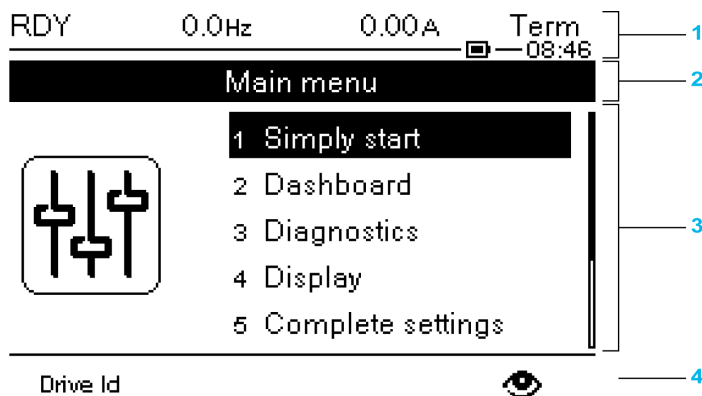 RDY 0.0Hz 0.00A Term 1
08:46
Main menu 2
1 Simply start
2 Dashboard
3 Diagnostics 3
4 Display
5 Complete settings
Drive Id 4